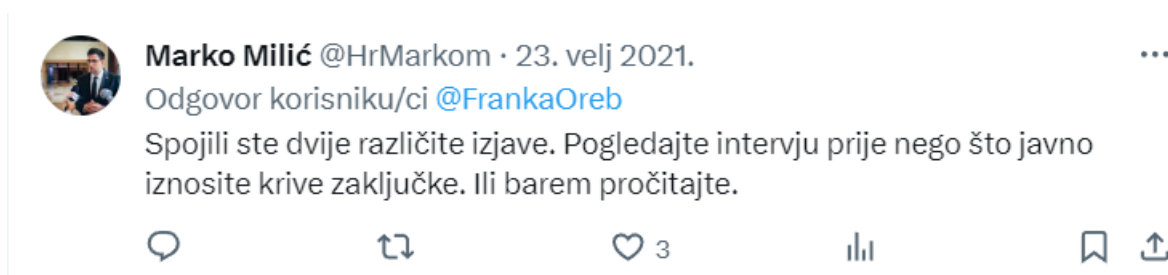 Marko Milić @HrMarkom · 23. velj 2021.
Odgovor korisniku/ci @FrankaOreb
Spojili ste dvije različite izjave. Pogledajte intervju prije nego što javno
iznosite krive zaključke. Ili barem pročitajte.
3